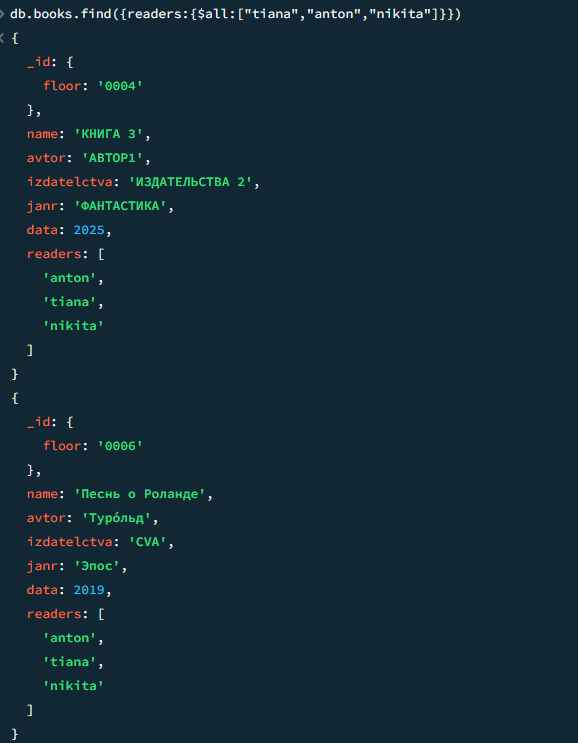 > db.books.find({readers:{$all:["tiana","anton","nikita"]}})
< {
_id: {
floor: '0004'
},
name: 'КНИГА 3',
avtor: 'АВТОР1',
izdatelctva: 'ИЗДАТЕЛЬСТВА 2',
janr: 'ФАНТАСТИКА',
data: 2025,
readers: [
'anton',
'tiana',
'nikita'
]
}
{
_id: {
floor: '0006'
},
name: 'Песнь о Роланде',
avtor: 'Туро́льд',
izdatelctva: 'CVA',
janr: 'Эпос',
data: 2019,
readers: [
'anton',
'tiana',
'nikita'
]
}